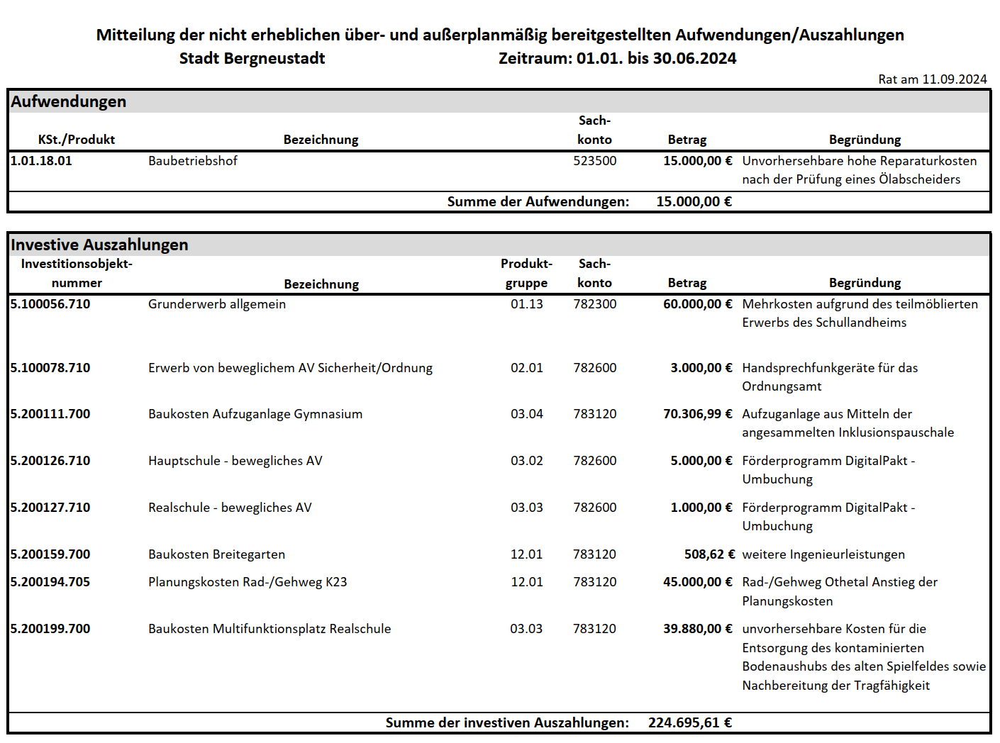 Mitteilung der nicht erheblichen über- und außerplanmäßig bereitgestellten Aufwendungen/Auszahlungen
Stadt Bergneustadt Zeitraum: 01.01. bis 30.06.2024
Rat am 11.09.2024
Aufwendungen
Sach-
KSt./Produkt Bezeichnung konto Betrag Begründung
1.01.18.01 Baubetriebshof 523500 15.000,00 € Unvorhersehbare hohe Reparaturkosten
nach der Prüfung eines Ölabscheiders
Summe der Aufwendungen: 15.000,00 €
Investive Auszahlungen
Investitionsobjekt- Produkt- Sach-
nummer Bezeichnung gruppe konto Betrag Begründung
5.100056.710 Grunderwerb allgemein 01.13 782300 60.000,00 € Mehrkosten aufgrund des teilmöblierten
Erwerbs des Schullandheims
5.100078.710 Erwerb von beweglichem AV Sicherheit/Ordnung 02.01 782600 3.000,00 € Handsprechfunkgeräte für das
Ordnungsamt
5.200111.700 Baukosten Aufzuganlage Gymnasium 03.04 783120 70.306,99 € Aufzuganlage aus Mitteln der
angesammelten Inklusionspauschale
5.200126.710 Hauptschule - bewegliches AV 03.02 782600 5.000,00 € Förderprogramm DigitalPakt -
Umbuchung
5.200127.710 Realschule - bewegliches AV 03.03 782600 1.000,00 € Förderprogramm DigitalPakt -
Umbuchung
5.200159.700 Baukosten Breitegarten 12.01 783120 508,62 € weitere Ingenieurleistungen
5.200194.705 Planungskosten Rad-/Gehweg K23 12.01 783120 45.000,00 € Rad-/Gehweg Othetal Anstieg der
Planungskosten
5.200199.700 Baukosten Multifunktionsplatz Realschule 03.03 783120 39.880,00 € unvorhersehbare Kosten für die
Entsorgung des kontaminierten
Bodenaushubs des alten Spielfeldes sowie
Nachbereitung der Tragfähigkeit
Summe der investiven Auszahlungen: 224.695,61 €